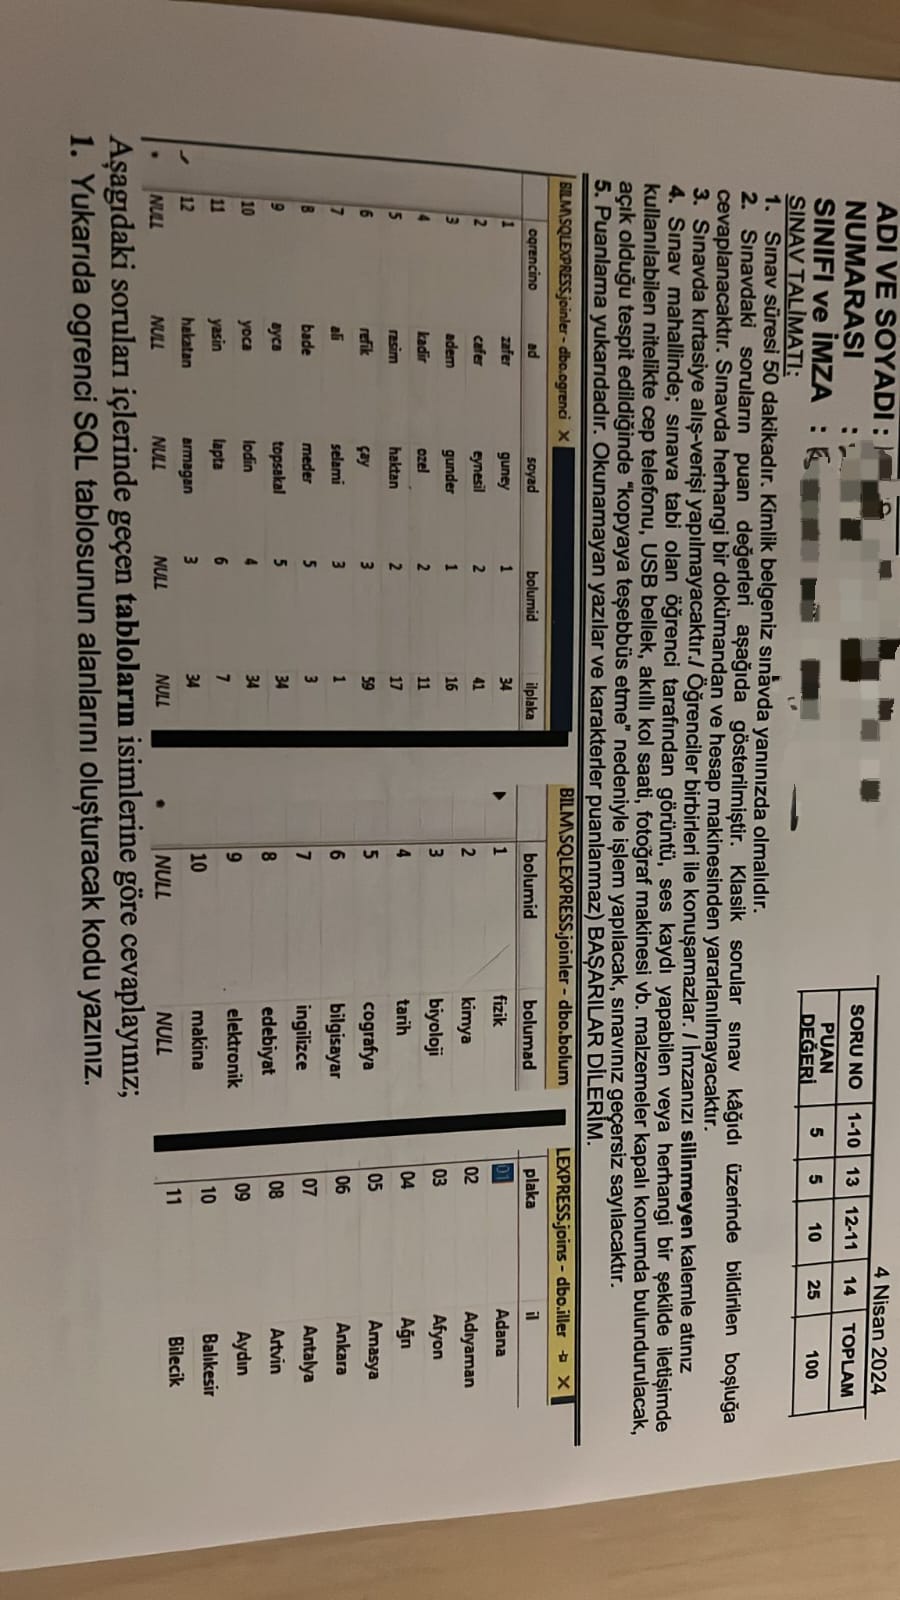 ADI VE SOYADI :
NUMARASI :
SINIFI ve İMZA :
4 Nisan 2024
SORU NO 1-10 13 12-11 14 TOPLAM
PUAN DEĞERİ 5 5 10 25 100
SINAV TALİMATI:
1. Sınav süresi 50 dakikadır. Kimlik belgeniz sınavda yanınızda olmalıdır.
2. Sınavdaki soruların puan değerleri aşağıda gösterilmiştir. Klasik sorular sınav kâğıdı üzerinde bildirilen boşluğa
cevaplanacaktır. Sınavda herhangi bir dokümandan ve hesap makinesinden yararlanılmayacaktır.
3. Sınavda kırtasiye alış-verişi yapılmayacaktır./ Öğrenciler birbirleri ile konuşamazlar. / İmzanızı silinmeyen kalemle atınız
4. Sınav mahallinde; sınava tabi olan öğrenci tarafından görüntü, ses kaydı yapabilen veya herhangi bir şekilde iletişimde
kullanılabilen nitelikte cep telefonu, USB bellek, akıllı kol saati, fotoğraf makinesi vb. malzemeler kapalı konumda bulundurulacak,
açık olduğu tespit edildiğinde “kopyaya teşebbüs etme” nedeniyle işlem yapılacak, sınavınız geçersiz sayılacaktır.
5. Puanlama yukarıdadır. Okunamayan yazılar ve karakterler puanlanmaz) BAŞARILAR DİLERİM.
BILM\SQLEXPRESS.joinler - dbo.ogrenci
ogrencino ad soyad bolumid ilplaka
1 zafer guney 1 34
2 cafer eynesil 2 41
3 adem gunder 1 16
4 kadir ozel 2 11
5 rasim haktan 2 17
6 refik çay 3 59
7 ali selami 3 1
8 bade meder 5 3
9 ayca topsakal 5 34
10 yoca lodin 4 34
11 yasin lapta 6 7
12 hakatan armagan 3 34
NULL NULL NULL NULL NULL
BILM\SQLEXPRESS.joinler - dbo.bolum
bolumid bolumad
1 fizik
2 kimya
3 biyoloji
4 tarih
5 cografya
6 bilgisayar
7 ingilizce
8 edebiyat
9 elektronik
10 makina
NULL NULL
LEXPRESS.joins - dbo.iller
plaka il
01 Adana
02 Adıyaman
03 Afyon
04 Ağrı
05 Amasya
06 Ankara
07 Antalya
08 Artvin
09 Aydın
10 Balıkesir
11 Bilecik
Aşagıdaki soruları içlerinde geçen tabloların isimlerine göre cevaplayınız;
1. Yukarıda ogrenci SQL tablosunun alanlarını oluşturacak kodu yazınız.